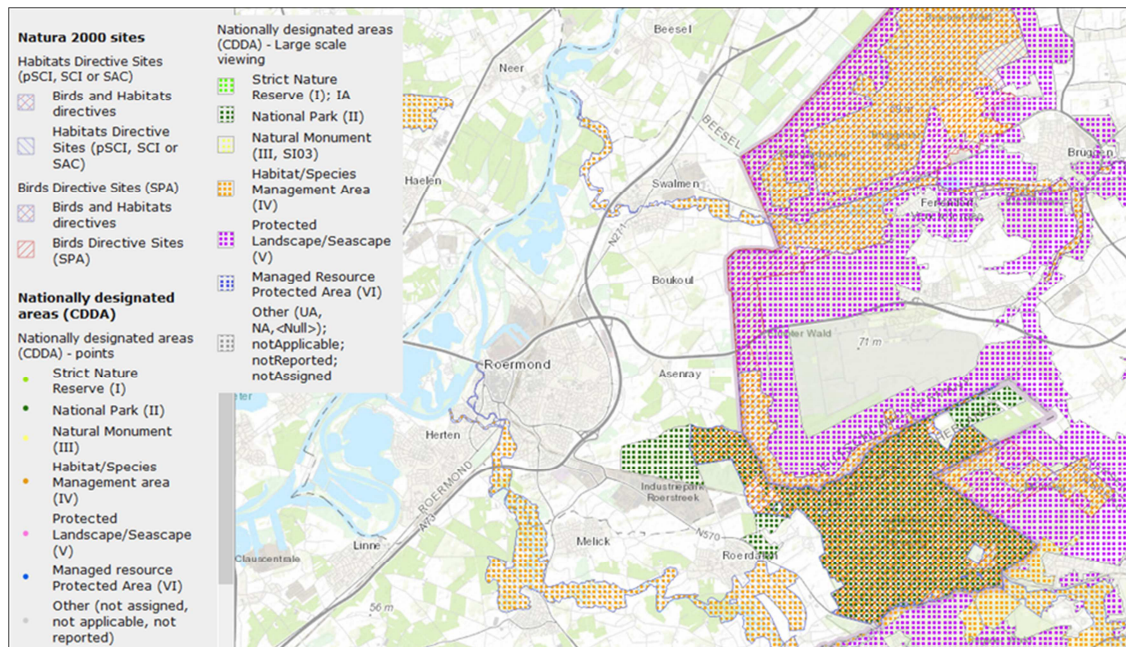 Natura 2000 sites
Habitats Directive Sites
(pSCI, SCI or SAC)
Birds and Habitats
directives
Habitats Directive
Sites (pSCI, SCI or
SAC)
Birds Directive Sites (SPA)
Birds and Habitats
directives
Birds Directive Sites
(SPA)
Nationally designated
areas (CDDA)
Nationally designated areas
(CDDA) - points
Strict Nature
Reserve (I)
National Park (II)
Natural Monument
(III)
Habitat/Species
Management area
(IV)
Protected
Landscape/Seascape
(V)
Managed resource
Protected Area (VI)
Other (not assigned,
not applicable, not
reported)
Nationally designated areas
(CDDA) - Large scale
viewing
Strict Nature
Reserve (I); IA
National Park (II)
Natural Monument
(III, SI03)
Habitat/Species
Management Area
(IV)
Protected
Landscape/Seascape
(V)
Managed Resource
Protected Area (VI)
Other (UA,
NA,<Null>);
notApplicable;
notReported;
notAssigned
Beesel
Neer
BEESEL
Haelen
Swalmen
N271
Boukoul
71 m
Roermond
Asenray
Herten
ROERMOND
Industriepark
Roerstreek
A73
N570
Linne
Melick
Clauscentrale
56 m